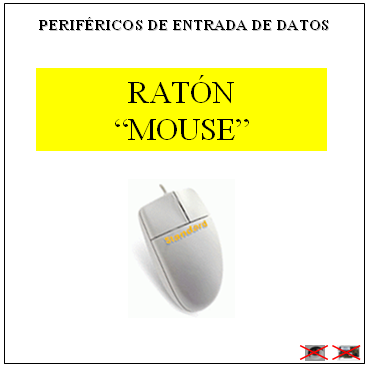 PERIFÉRICOS DE ENTRADA DE DATOS
RATÓN
“MOUSE”